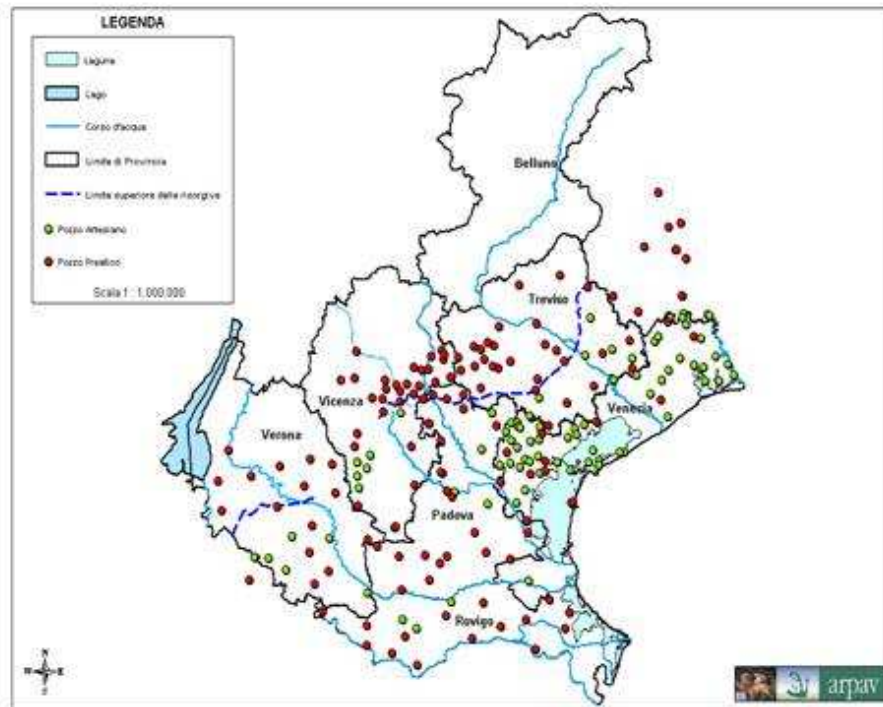 LEGENDA
Laguna
Lago
Corso d'acqua
Limite di Provincia
Limite superiore delle risorgive
Pozzo Artesiano
Pozzo Freatico
Scala 1 : 1.000.000
Belluno
Treviso
Vicenza
Venezia
Verona
Padova
Rovigo
N
W E
S
arpav